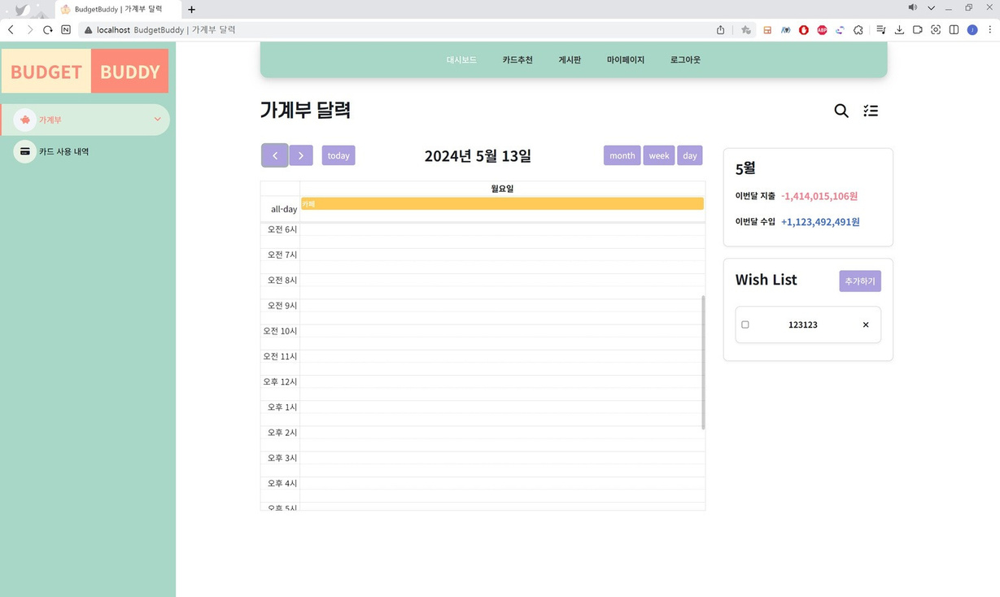 BudgetBuddy | 가계부 달력
localhost BudgetBuddy | 가계부 달력
BUDGET BUDDY
가계부
카드 사용 내역
대시보드 카드추천 게시판 마이페이지 로그아웃
가계부 달력
today
2024년 5월 13일
month week day
월요일
all-day 카페
오전 6시
오전 7시
오전 8시
오전 9시
오전 10시
오전 11시
오후 12시
오후 1시
오후 2시
오후 3시
오후 4시
오후 5시
5월
이번달 지출 -1,414,015,106원
이번달 수입 +1,123,492,491원
Wish List 추가하기
123123